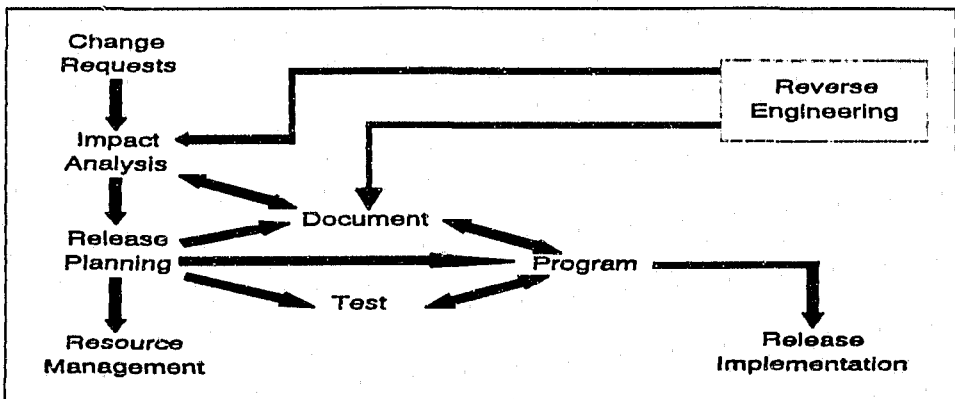 Change
Requests
Reverse
Engineering
Impact
Analysis
Document
Release
Planning
Program
Test
Resource
Management
Release
Implementation